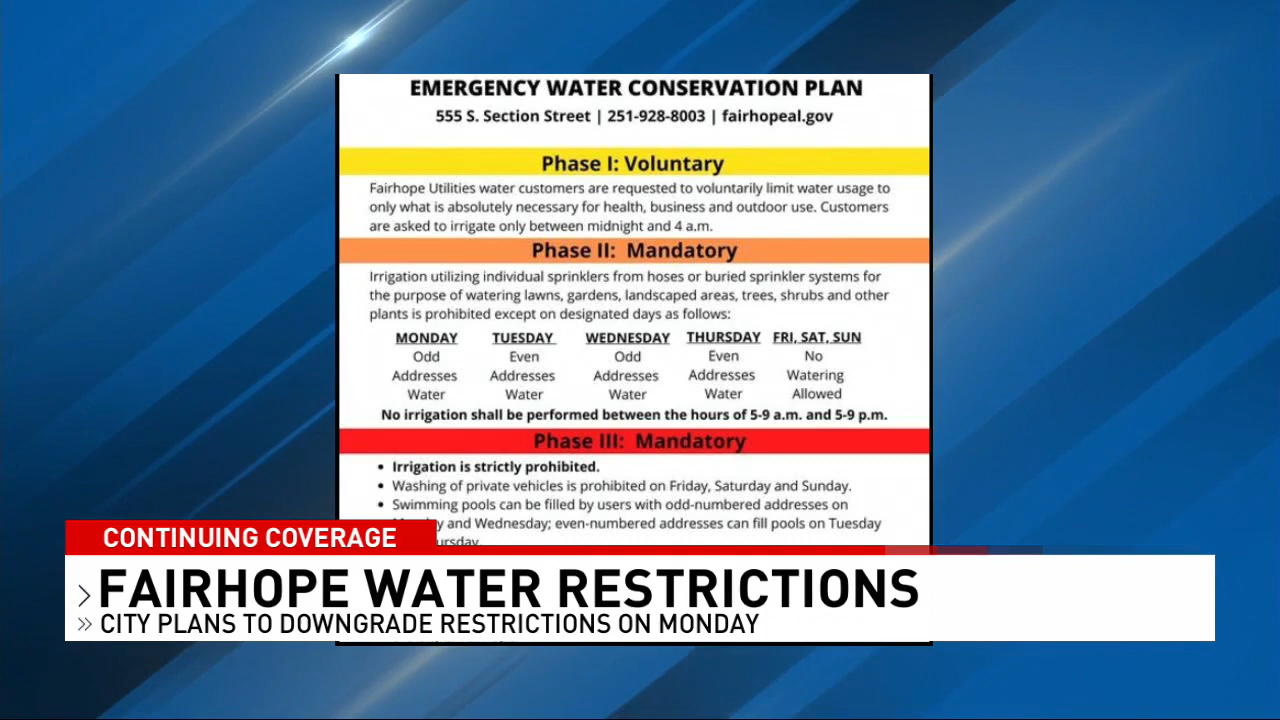 EMERGENCY WATER CONSERVATION PLAN
555 S. Section Street | 251-928-8003 | fairhopeal.gov
Phase I: Voluntary
Fairhope Utilities water customers are requested to voluntarily limit water usage to
only what is absolutely necessary for health, business and outdoor use. Customers
are asked to irrigate only between midnight and 4 a.m.
Phase II: Mandatory
Irrigation utilizing individual sprinklers from hoses or buried sprinkler systems for
the purpose of watering lawns, gardens, landscaped areas, trees, shrubs and other
plants is prohibited except on designated days as follows:
MONDAY TUESDAY WEDNESDAY THURSDAY FRI, SAT, SUN
Odd Even Odd Even No
Addresses Addresses Addresses Addresses Watering
Water Water Water Water Allowed
No irrigation shall be performed between the hours of 5-9 a.m. and 5-9 p.m.
Phase III: Mandatory
• Irrigation is strictly prohibited.
• Washing of private vehicles is prohibited on Friday, Saturday and Sunday.
• Swimming pools can be filled by users with odd-numbered addresses on
and Wednesday; even-numbered addresses can fill pools on Tuesday
CONTINUING COVERAGE
FAIRHOPE WATER RESTRICTIONS
CITY PLANS TO DOWNGRADE RESTRICTIONS ON MONDAY